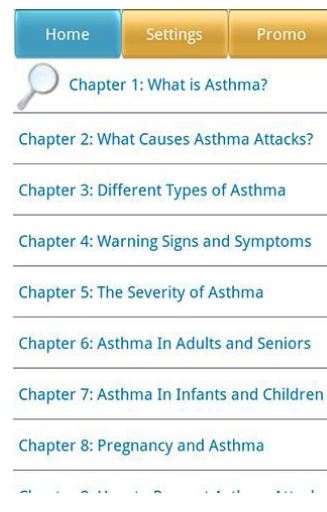 Home Settings Promo
Chapter 1: What is Asthma?
Chapter 2: What Causes Asthma Attacks?
Chapter 3: Different Types of Asthma
Chapter 4: Warning Signs and Symptoms
Chapter 5: The Severity of Asthma
Chapter 6: Asthma In Adults and Seniors
Chapter 7: Asthma In Infants and Children
Chapter 8: Pregnancy and Asthma